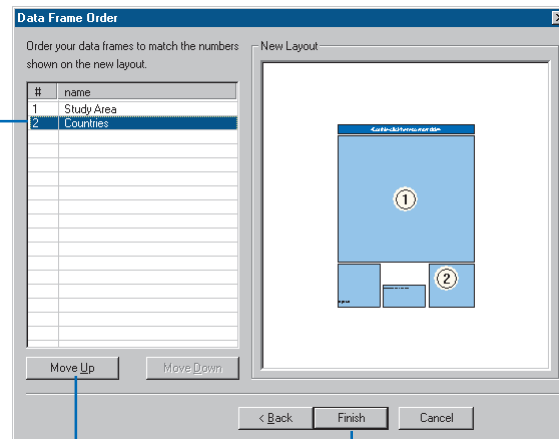 Data Frame Order
Order your data frames to match the numbers
shown on the new layout.
# name
1 Study Area
2 Countries
Move Up
Move Down
New Layout
1
2
< Back
Finish
Cancel